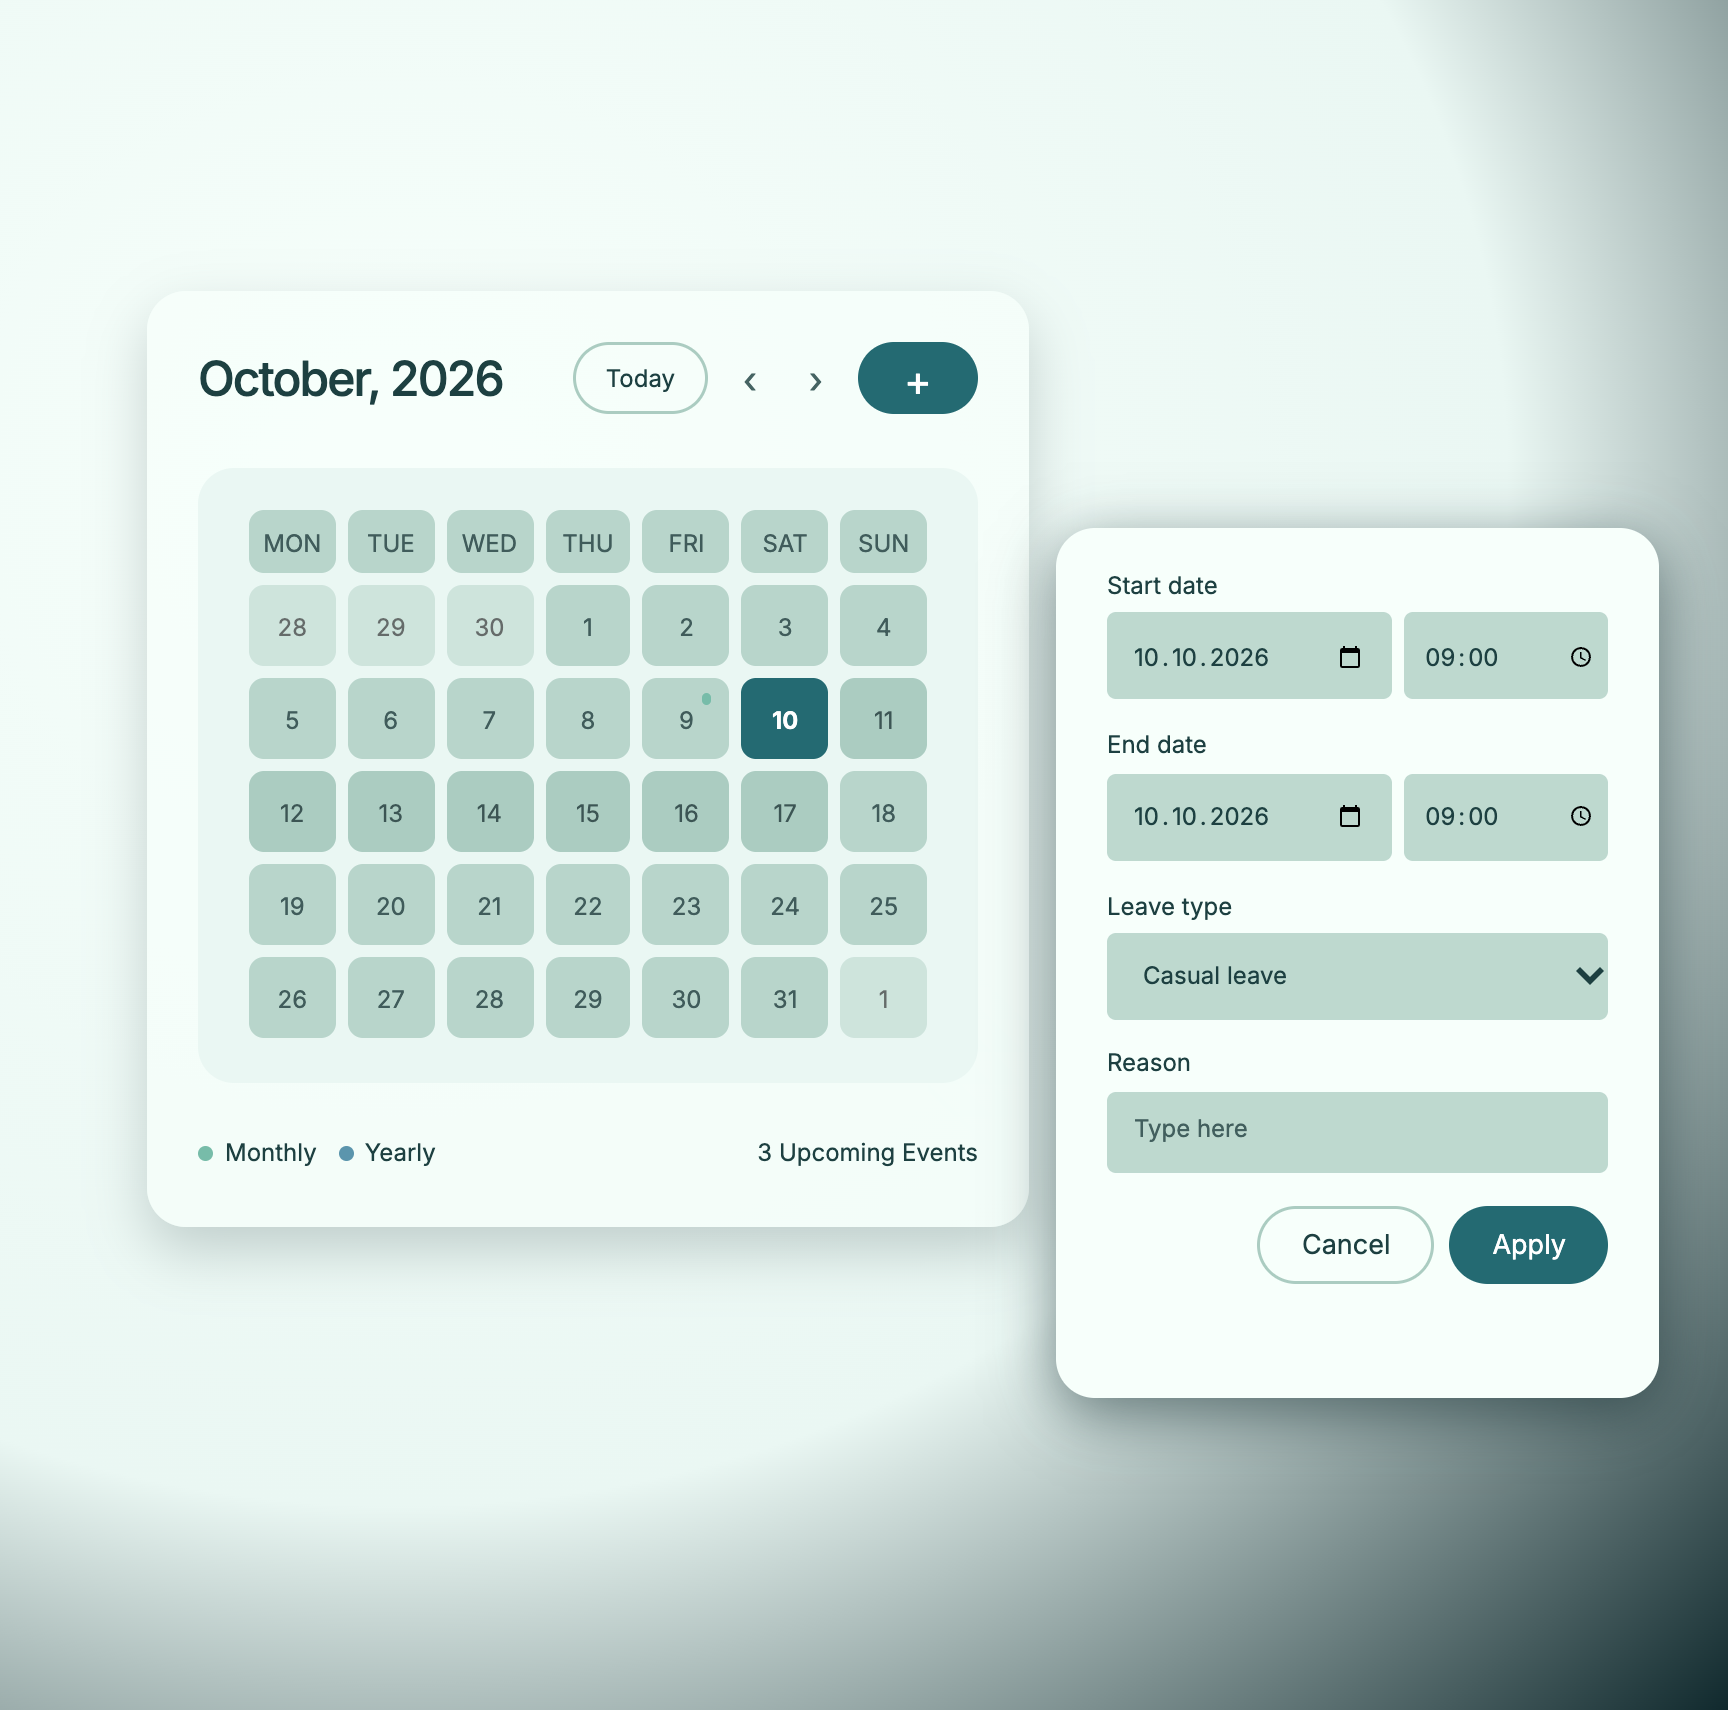 October, 2026 Today ‹ › +
MON TUE WED THU FRI SAT SUN
28 29 30 1 2 3 4
5 6 7 8 9 10 11
12 13 14 15 16 17 18
19 20 21 22 23 24 25
26 27 28 29 30 31 1
Monthly Yearly 3 Upcoming Events
Start date
10.10.2026 09:00
End date
10.10.2026 09:00
Leave type
Casual leave
Reason
Type here
Cancel Apply